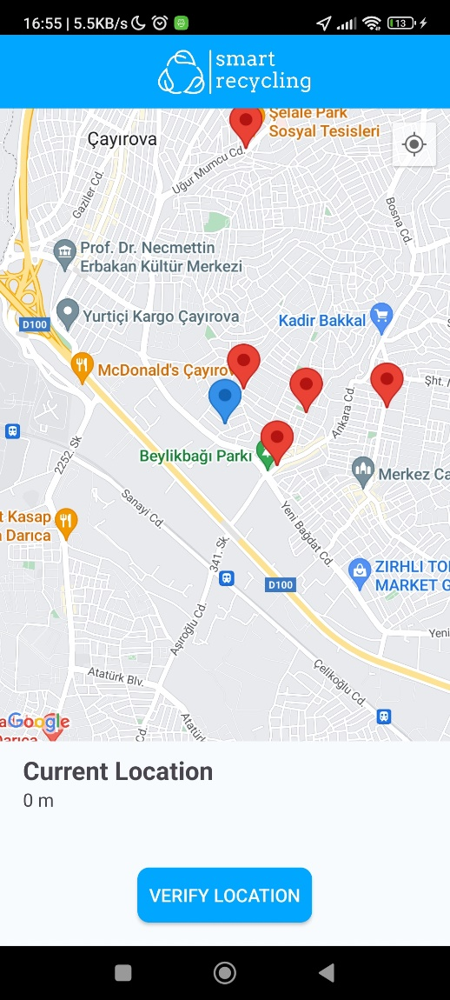 16:55 | 5.5KB/s
13
smart
recycling
Şelale Park
Sosyal Tesisleri
Çayırova
Uğur Mumcu Cd.
Gaziler Cd.
Bosna Cd.
Prof. Dr. Necmettin
Erbakan Kültür Merkezi
Yurtiçi Kargo Çayırova
Kadir Bakkal
D100
McDonald's Çayırov
Şht. İ
Ankara Cd.
2252. Sk
Beylikbağı Parkı
Merkez Ca
Sanayi Cd.
t Kasap
Darıca
Yeni Bağdat Cd.
341. Sk
ZIRHLI TO
MARKET G
D100
Aşıroğlu Cd.
Yeni
Atatürk Blv.
Çelikoğlu Cd.
Atatürk
Cd.
Google
Darıca
Current Location
0 m
VERIFY LOCATION